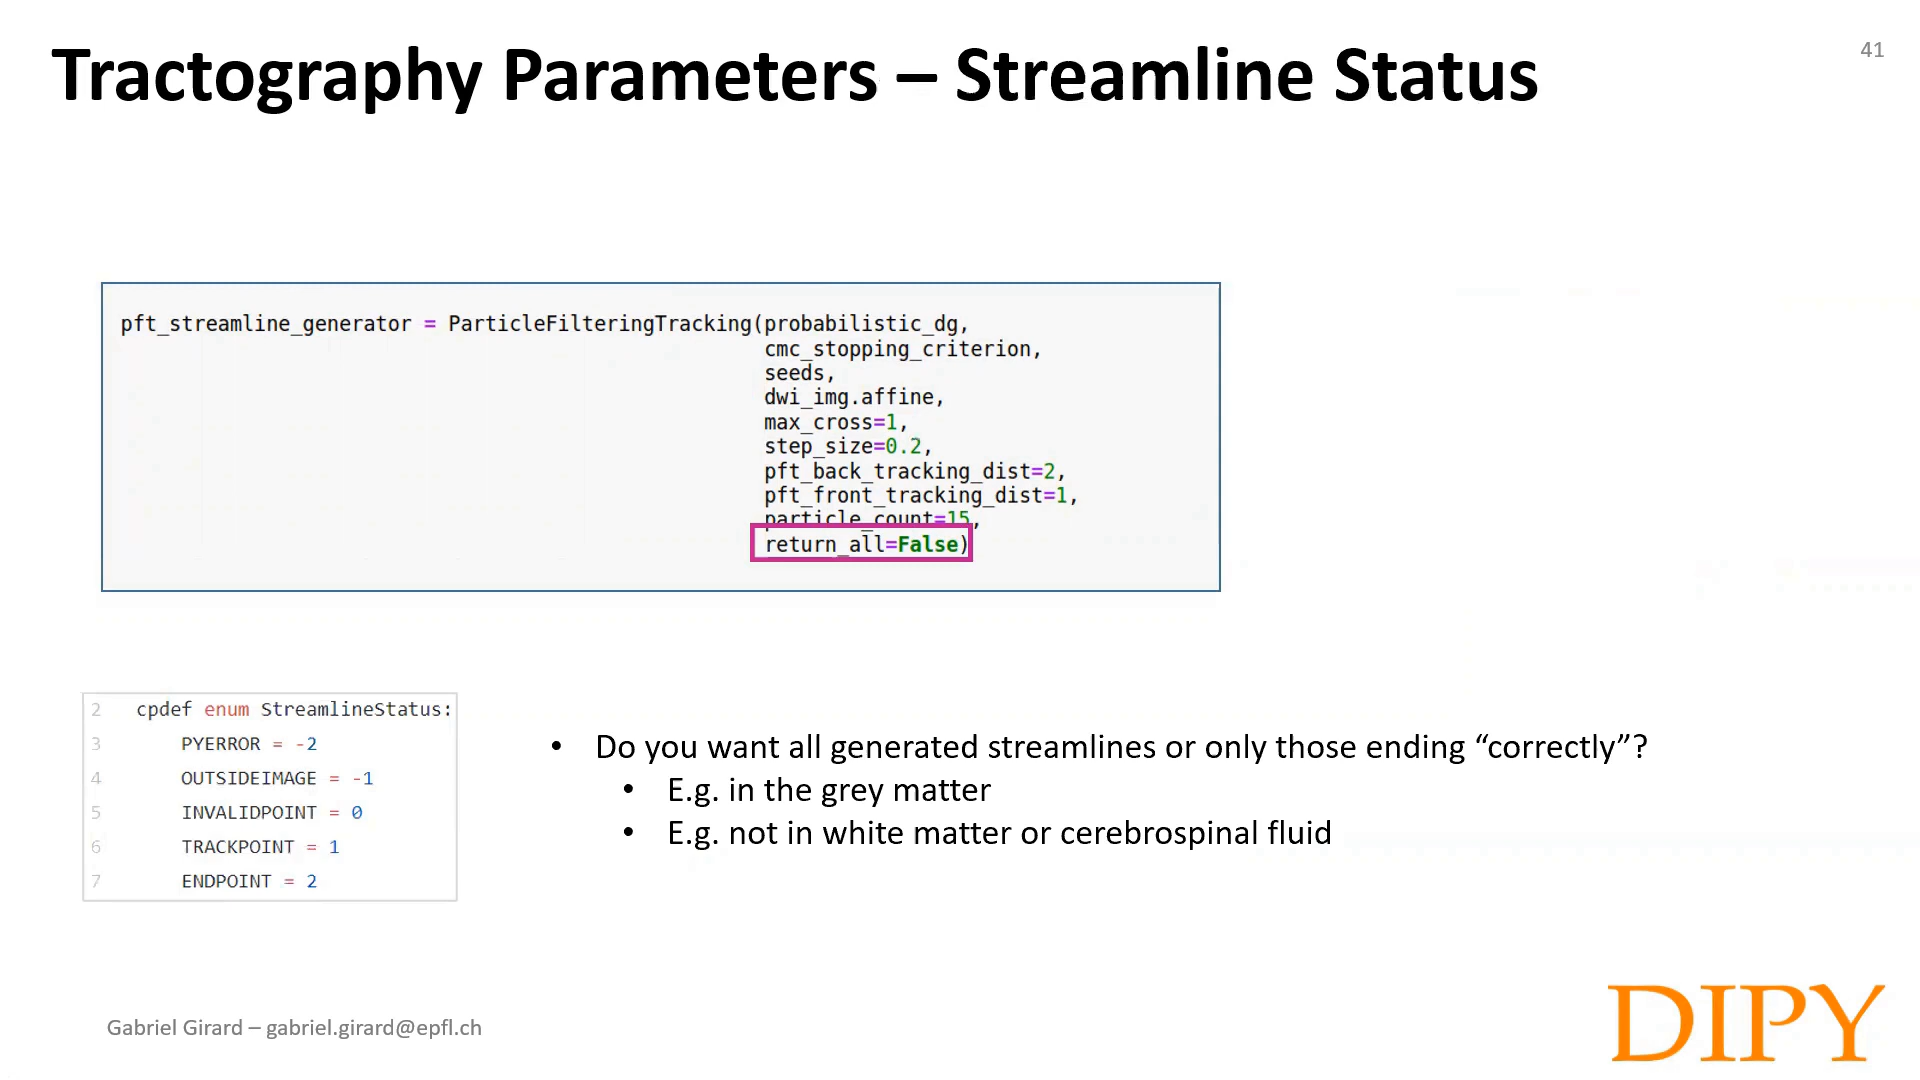 Tractography Parameters – Streamline Status
41
pft_streamline_generator = ParticleFilteringTracking(probabilistic_dg,
cmc_stopping_criterion,
seeds,
dwi_img.affine,
max_cross=1,
step_size=0.2,
pft_back_tracking_dist=2,
pft_front_tracking_dist=1,
particle_count=15,
return_all=False)
2 cpdef enum StreamlineStatus:
3 PYERROR = -2
4 OUTSIDEIMAGE = -1
5 INVALIDPOINT = 0
6 TRACKPOINT = 1
7 ENDPOINT = 2
• Do you want all generated streamlines or only those ending “correctly”?
• E.g. in the grey matter
• E.g. not in white matter or cerebrospinal fluid
Gabriel Girard – gabriel.girard@epfl.ch
DIPY